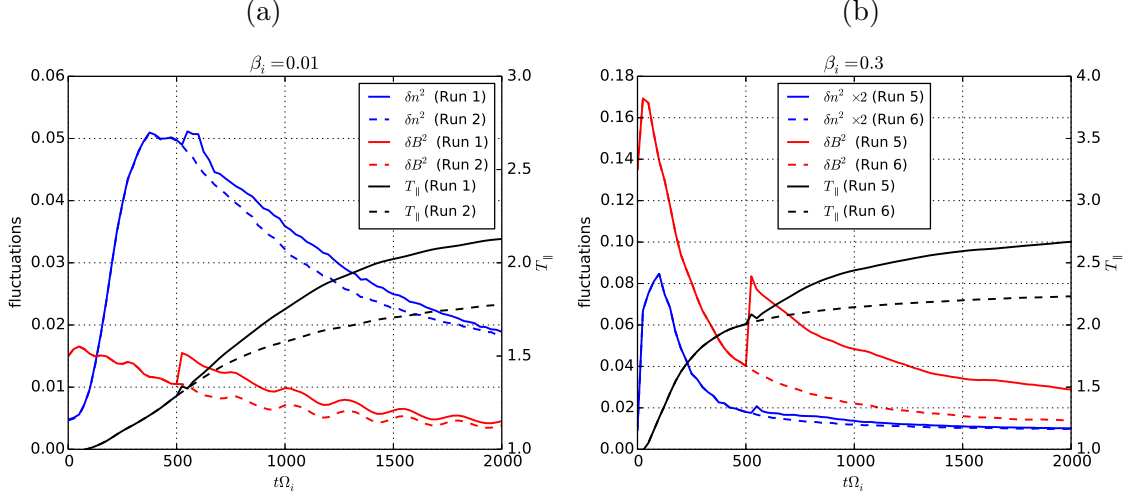 (a)
β_i = 0.01
0.06
0.05
0.04
0.03
0.02
0.01
0.00
fluctuations
3.0
2.5
2.0
1.5
1.0
T_∥
δn² (Run 1)
δn² (Run 2)
δB² (Run 1)
δB² (Run 2)
T_∥ (Run 1)
T_∥ (Run 2)
0 500 1000 1500 2000
tΩ_i
(b)
β_i = 0.3
0.18
0.16
0.14
0.12
0.10
0.08
0.06
0.04
0.02
0.00
fluctuations
4.0
3.5
3.0
2.5
2.0
1.5
1.0
T_∥
δn² ×2 (Run 5)
δn² ×2 (Run 6)
δB² (Run 5)
δB² (Run 6)
T_∥ (Run 5)
T_∥ (Run 6)
0 500 1000 1500 2000
tΩ_i